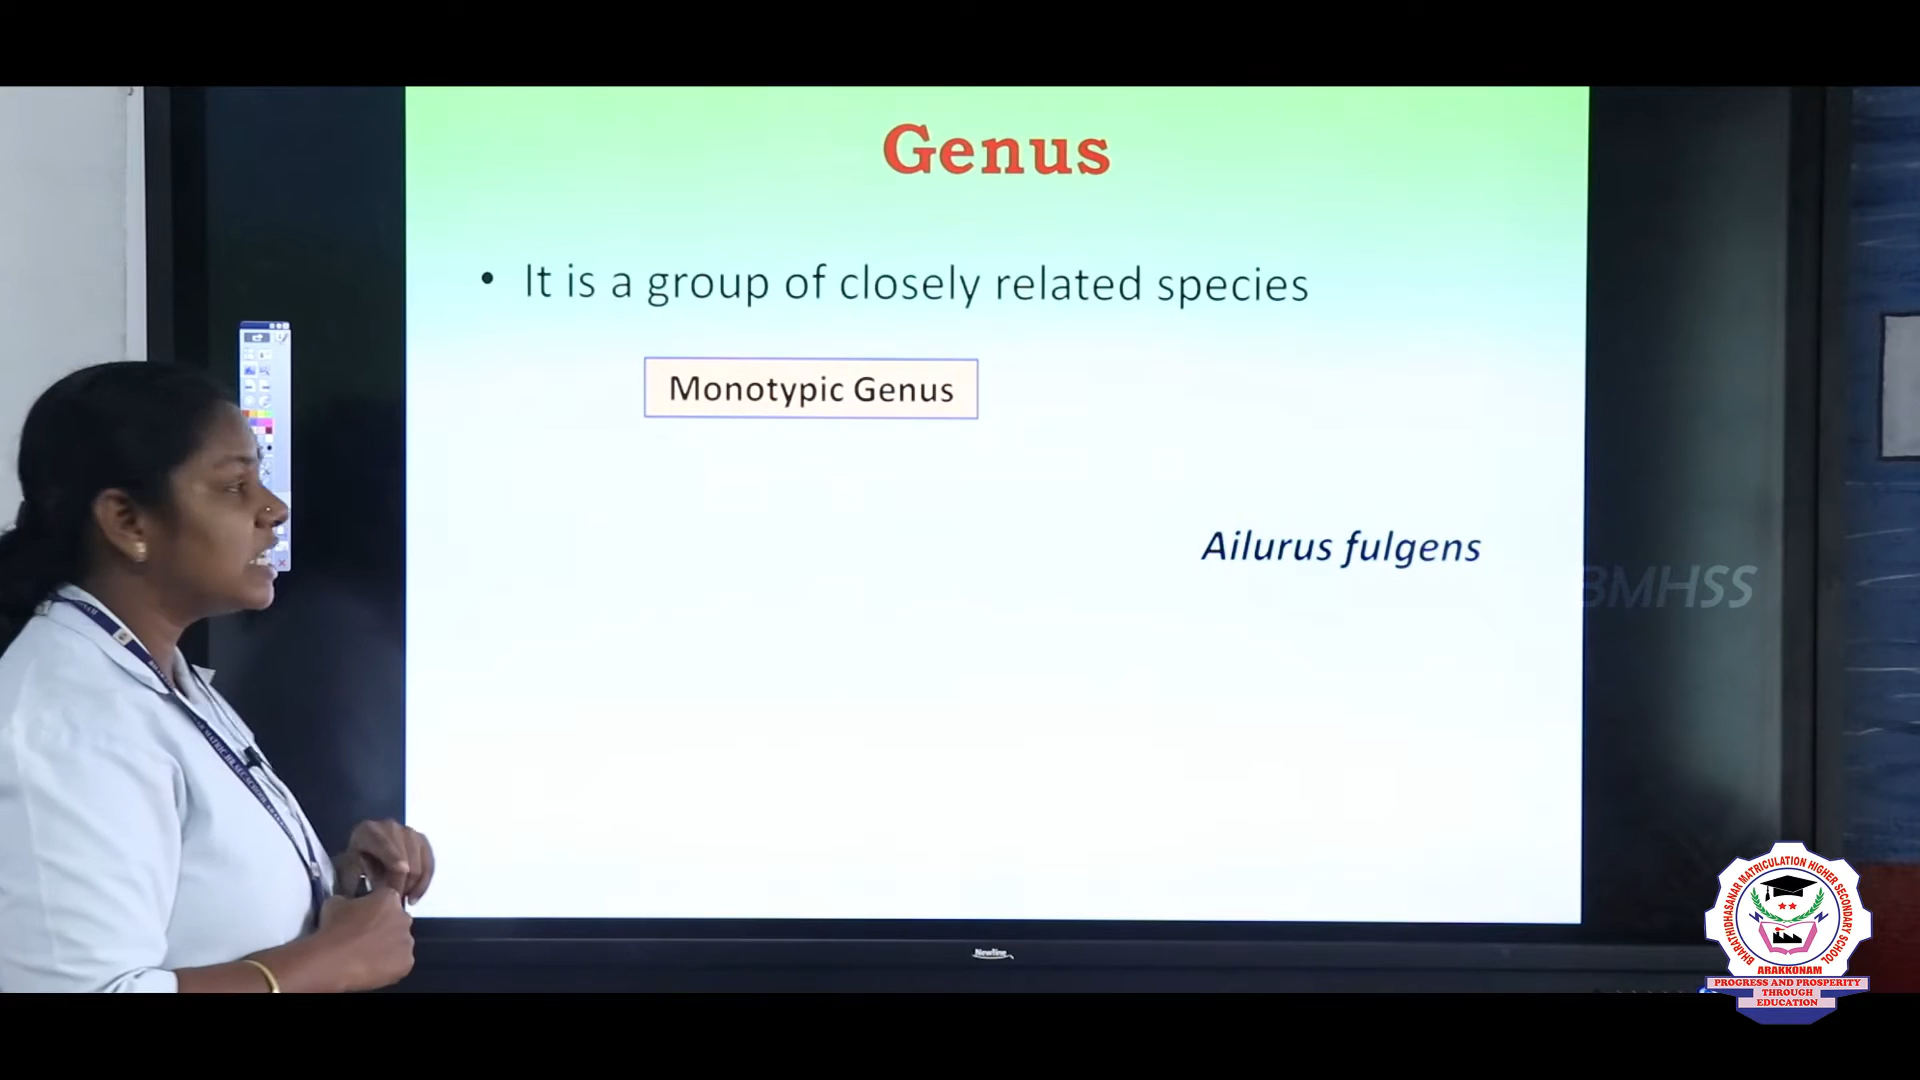 Genus
• It is a group of closely related species
Monotypic Genus
Ailurus fulgens
BMHSS
Newline
BHARATHIDHASANAR MATRICULATION HIGHER SECONDARY SCHOOL
ARAKKONAM
PROGRESS AND PROSPERITY
THROUGH
EDUCATION